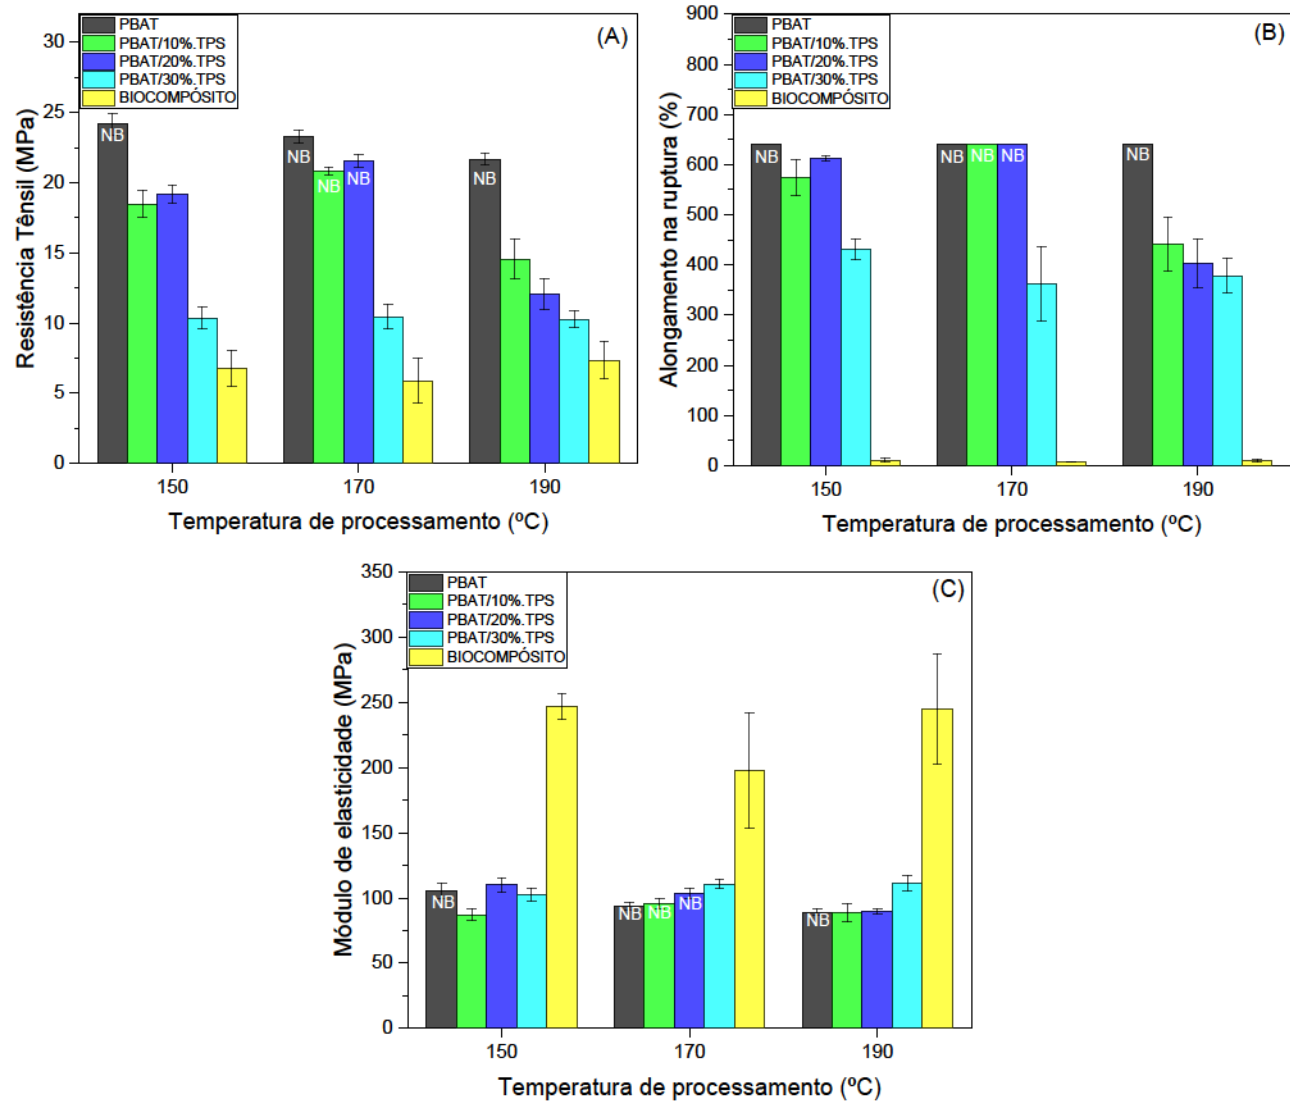 (A)
PBAT
PBAT/10%.TPS
PBAT/20%.TPS
PBAT/30%.TPS
BIOCOMPÓSITO
Resistência Tênsil (MPa)
30
25
20
15
10
5
0
NB
NB
NB
NB
NB
150
170
190
Temperatura de processamento (ºC)
(B)
PBAT
PBAT/10%.TPS
PBAT/20%.TPS
PBAT/30%.TPS
BIOCOMPÓSITO
Alongamento na ruptura (%)
900
800
700
600
500
400
300
200
100
0
NB
NB
NB
NB
NB
150
170
190
Temperatura de processamento (ºC)
(C)
PBAT
PBAT/10%.TPS
PBAT/20%.TPS
PBAT/30%.TPS
BIOCOMPÓSITO
Módulo de elasticidade (MPa)
350
300
250
200
150
100
50
0
NB
NB
NB
NB
NB
150
170
190
Temperatura de processamento (ºC)